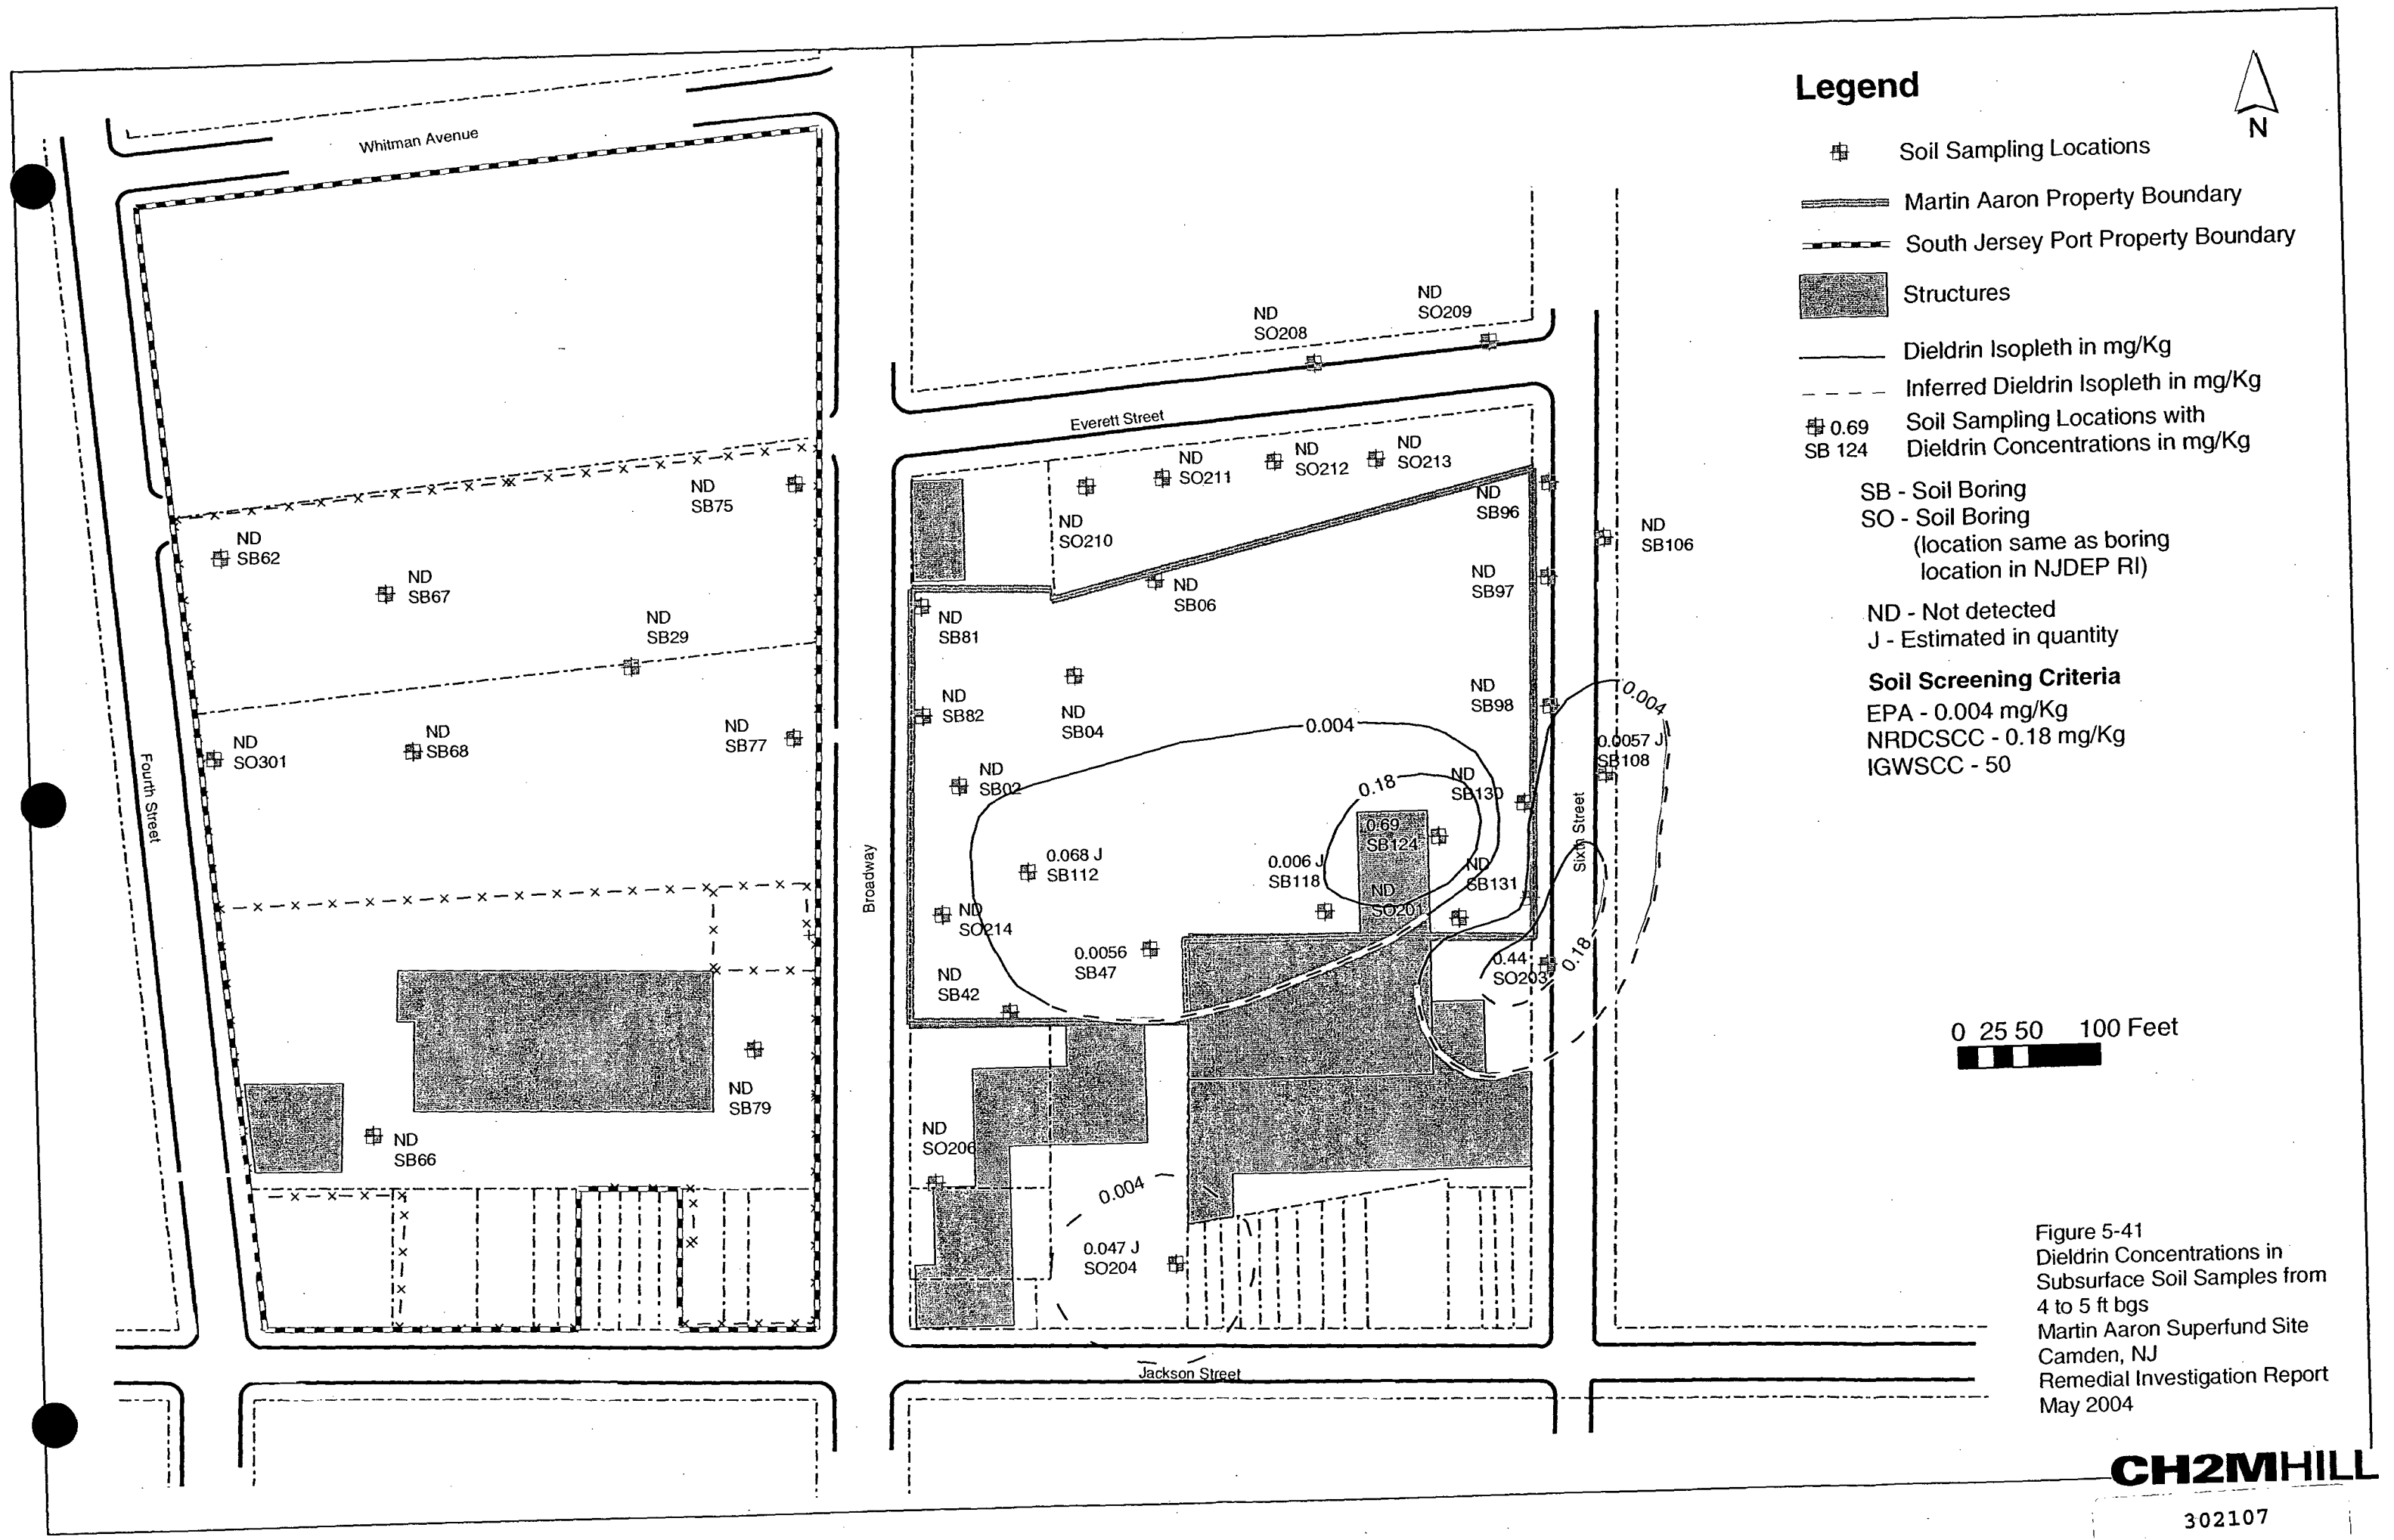 Whitman Avenue
Legend
N
Soil Sampling Locations
Martin Aaron Property Boundary
South Jersey Port Property Boundary
Structures
Dieldrin Isopleth in mg/Kg
Inferred Dieldrin Isopleth in mg/Kg
0.69 Soil Sampling Locations with
SB 124 Dieldrin Concentrations in mg/Kg
SB - Soil Boring
SO - Soil Boring
(location same as boring
location in NJDEP RI)
ND - Not detected
J - Estimated in quantity
Soil Screening Criteria
EPA - 0.004 mg/Kg
NRDCSCC - 0.18 mg/Kg
IGWSCC - 50
ND
SO208
ND
SO209
Everett Street
ND
SB75
ND
SB62
ND
SB67
ND
SB29
ND
SO301
ND
SB68
ND
SB77
Fourth Street
Broadway
Sixth Street
ND
SO210
ND
SO211
ND
SO212
ND
SO213
ND
SB96
ND
SB106
ND
SB97
ND
SB06
ND
SB81
ND
SB82
ND
SB04
ND
SB98
0.004
0.004
0.0057 J
SB108
ND
SB02
0.18
ND
SB130
0.69
SB124
0.068 J
SB112
0.006 J
SB118
ND
SB131
ND
SO201
ND
SO214
0.0056
SB47
ND
SB42
0.44
SO203
0.18
0 25 50 100 Feet
ND
SB79
ND
SB66
ND
SO206
0.004
0.047 J
SO204
Jackson Street
Figure 5-41
Dieldrin Concentrations in
Subsurface Soil Samples from
4 to 5 ft bgs
Martin Aaron Superfund Site
Camden, NJ
Remedial Investigation Report
May 2004
CH2MHILL
302107